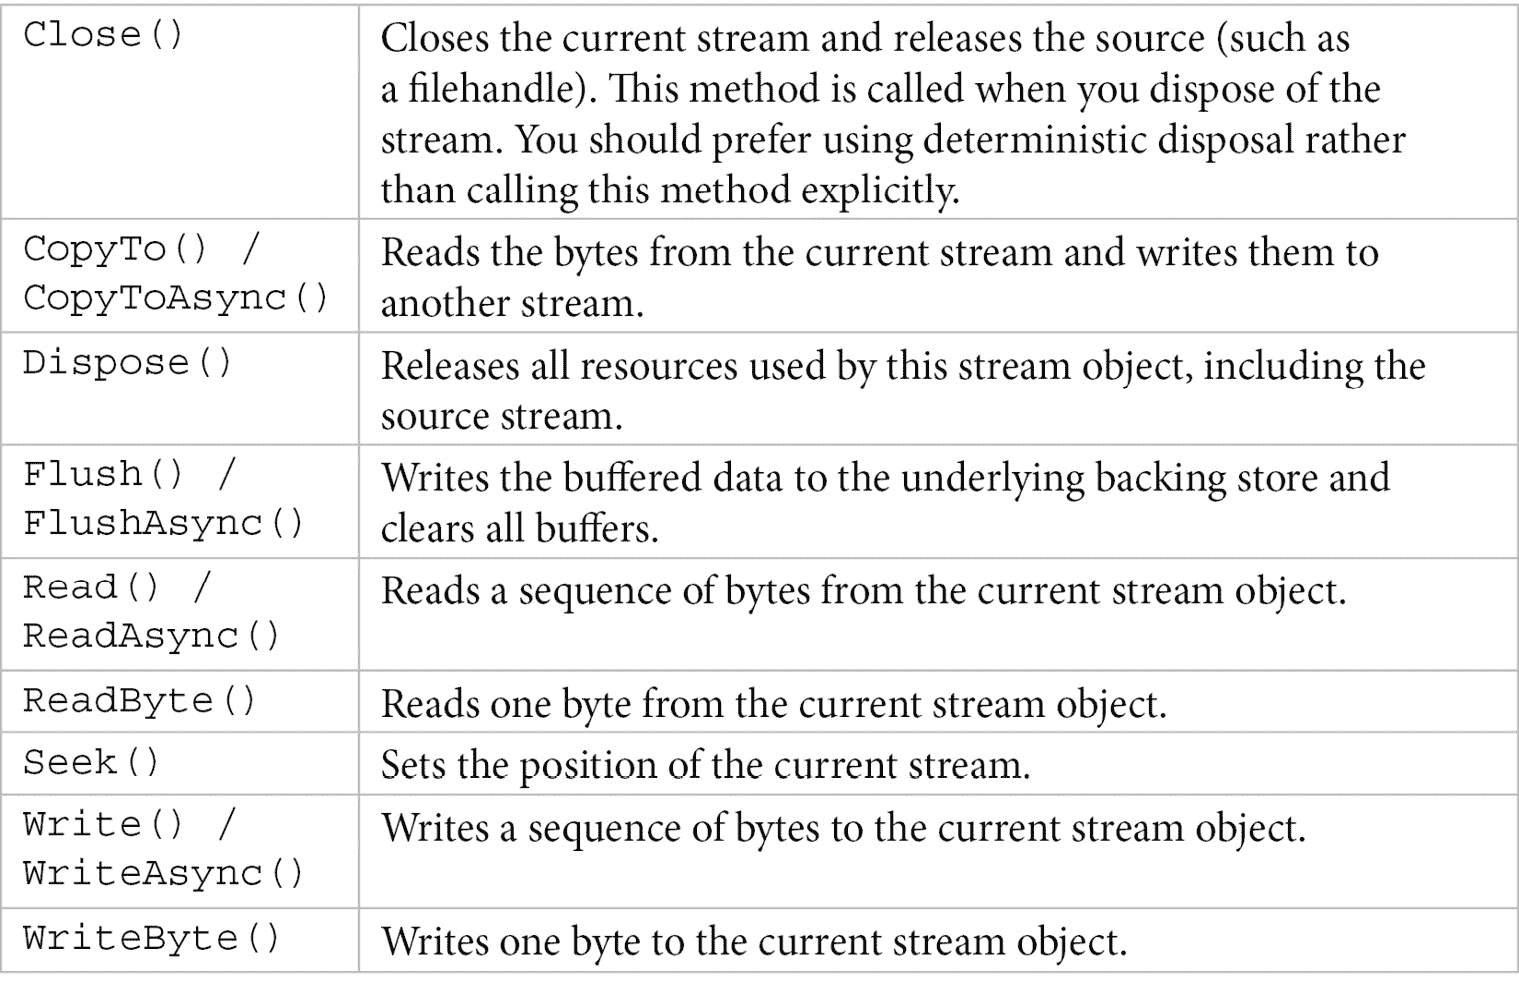 Close()
Closes the current stream and releases the source (such as
a filehandle). This method is called when you dispose of the
stream. You should prefer using deterministic disposal rather
than calling this method explicitly.
CopyTo() /
CopyToAsync()
Reads the bytes from the current stream and writes them to
another stream.
Dispose()
Releases all resources used by this stream object, including the
source stream.
Flush() /
FlushAsync()
Writes the buffered data to the underlying backing store and
clears all buffers.
Read() /
ReadAsync()
Reads a sequence of bytes from the current stream object.
ReadByte()
Reads one byte from the current stream object.
Seek()
Sets the position of the current stream.
Write() /
WriteAsync()
Writes a sequence of bytes to the current stream object.
WriteByte()
Writes one byte to the current stream object.